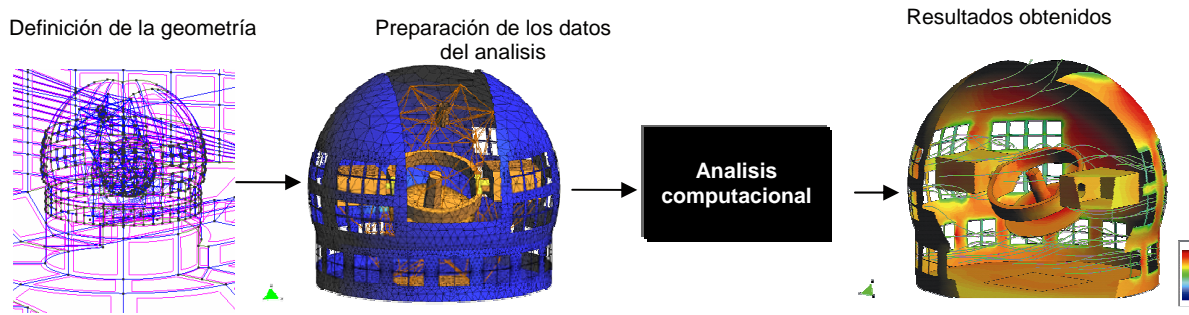 Definición de la geometría
Preparación de los datos
del analisis
Analisis
computacional
Resultados obtenidos